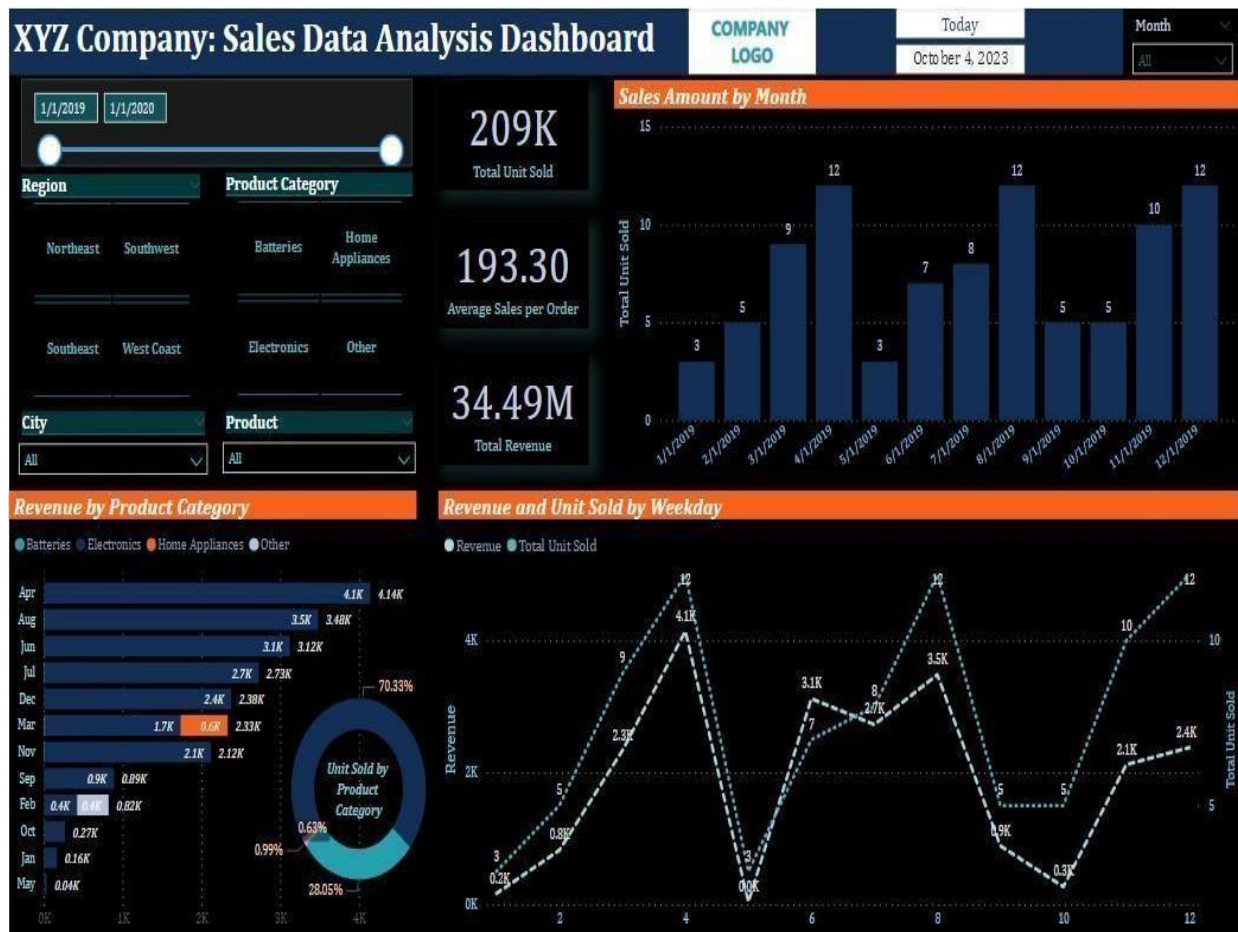 XYZ Company: Sales Data Analysis Dashboard
COMPANY
LOGO
Today
October 4, 2023
Month
All
1/1/2019 1/1/2020
Region
Northeast Southwest
Southeast West Coast
Product Category
Batteries Home
Appliances
Electronics Other
City
All
Product
All
209K
Total Unit Sold
193.30
Average Sales per Order
34.49M
Total Revenue
Sales Amount by Month
Total Unit Sold
15
10
5
0
3 5 9 12 3 7 8 12 5 5 10 12
1/1/2019 2/1/2019 3/1/2019 4/1/2019 5/1/2019 6/1/2019 7/1/2019 8/1/2019 9/1/2019 10/1/2019 11/1/2019 12/1/2019
Revenue by Product Category
Batteries Electronics Home Appliances Other
Apr 4.1K 4.14K
Aug 3.5K 3.48K
Jun 3.1K 3.12K
Jul 2.7K 2.73K
Dec 2.4K 2.38K
Mar 1.7K 0.6K 2.33K
Nov 2.1K 2.12K
Sep 0.9K 0.89K
Feb 0.4K 0.4K 0.82K
Oct 0.27K
Jan 0.16K
May 0.04K
0K 1K 2K 3K 4K
70.33%
Unit Sold by
Product
Category
0.63%
0.99%
28.05%
Revenue and Unit Sold by Weekday
Revenue Total Unit Sold
Revenue
4K
2K
0K
3 5 9 12 3 7 8 12 5 5 10 12
0.2K 0.8K 2.3K 4.1K 0.0K 3.1K 2.7K 3.5K 0.9K 0.3K 2.1K 2.4K
2 4 6 8 10 12
10
5
Total Unit Sold